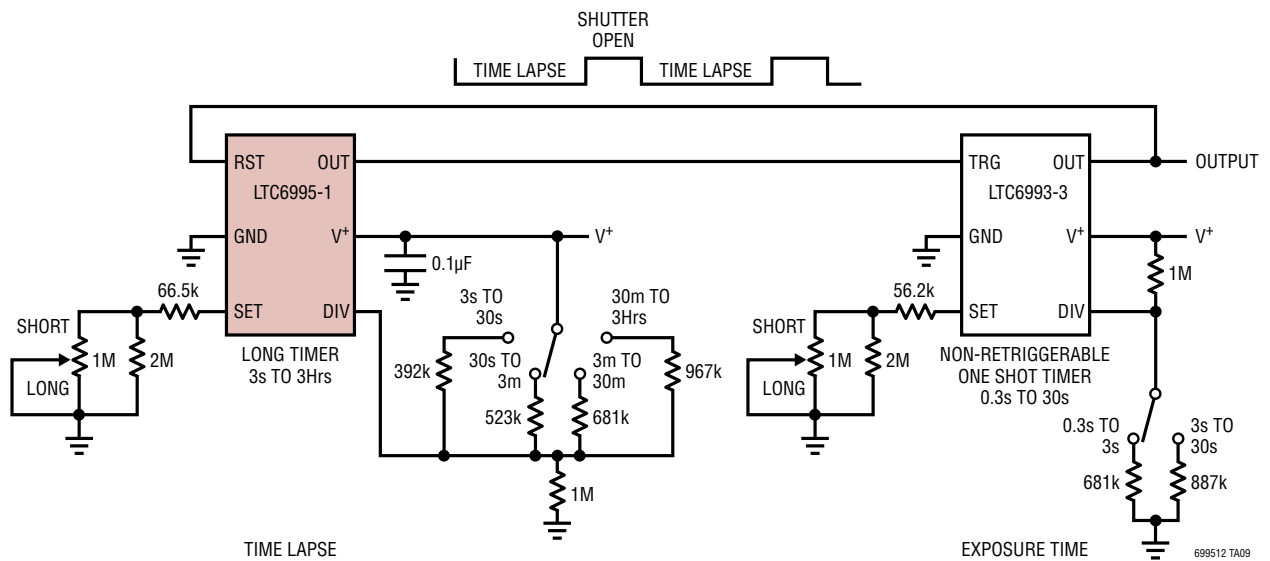 SHUTTER
OPEN
TIME LAPSE
TIME LAPSE
RST
OUT
LTC6995-1
GND
V+
SET
DIV
LONG TIMER
3s TO 3Hrs
66.5k
SHORT
1M
2M
LONG
0.1µF
V+
3s TO
30s
30m TO
3Hrs
392k
30s TO
3m
3m TO
30m
967k
523k
681k
1M
TIME LAPSE
TRG
OUT
OUTPUT
LTC6993-3
GND
V+
V+
1M
SET
DIV
56.2k
SHORT
1M
2M
LONG
NON-RETRIGGERABLE
ONE SHOT TIMER
0.3s TO 30s
0.3s TO
3s
3s TO
30s
681k
887k
EXPOSURE TIME
699512 TA09